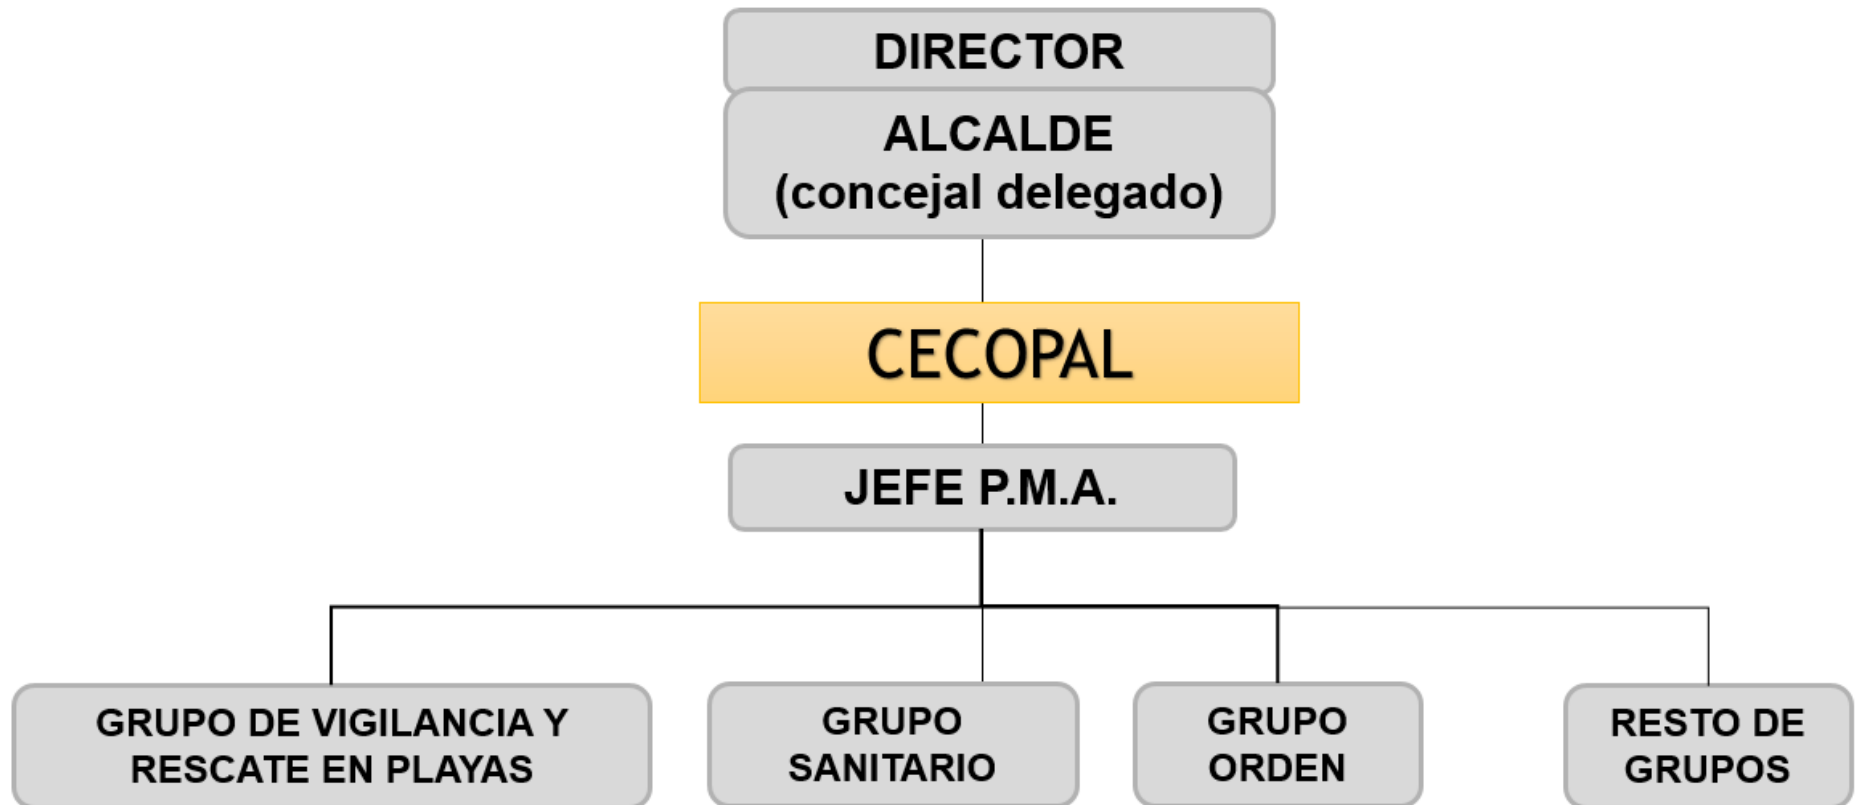 DIRECTOR
ALCALDE
(concejal delegado)
CECOPAL
JEFE P.M.A.
GRUPO DE VIGILANCIA Y
RESCATE EN PLAYAS
GRUPO
SANITARIO
GRUPO
ORDEN
RESTO DE
GRUPOS